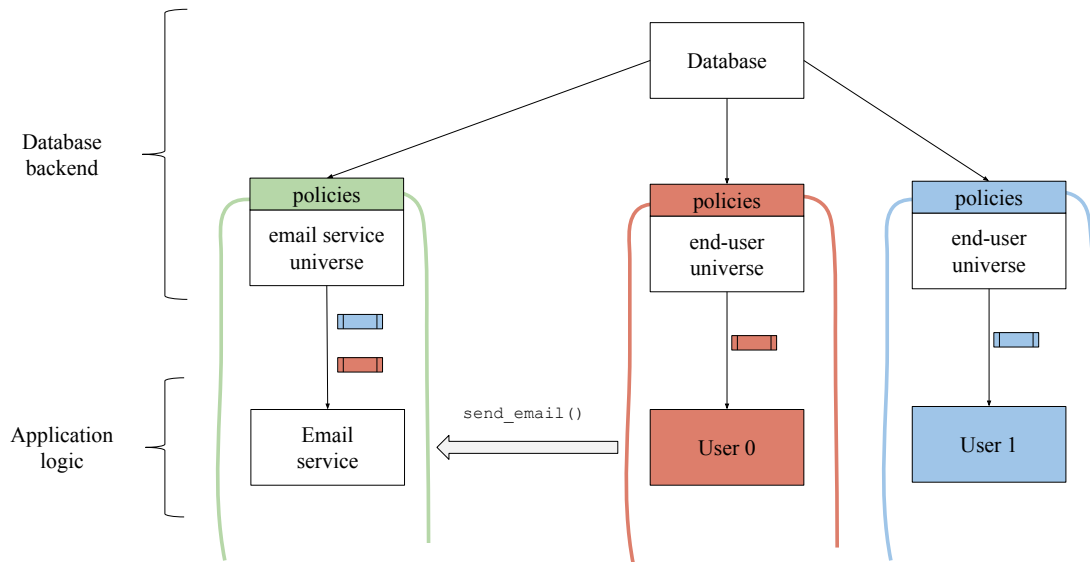 Database
Database
backend
policies
email service
universe
policies
end-user
universe
policies
end-user
universe
Application
logic
Email
service
send_email()
User 0
User 1